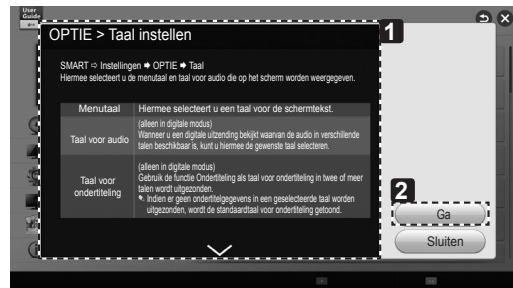 User
Guide
OPTIE > Taal instellen
1
SMART ⇨ Instellingen ➡ OPTIE ➡ Taal
Hiermee selecteert u de menutaal en taal voor audio die op het scherm worden weergegeven.
Menutaal Hiermee selecteert u een taal voor de schermtekst.
Taal voor audio
(alleen in digitale modus)
Wanneer u een digitale uitzending bekijkt waarvan de audio in verschillende
talen beschikbaar is, kunt u hiermee de gewenste taal selecteren.
Taal voor
ondertiteling
(alleen in digitale modus)
Gebruik de functie Ondertiteling als taal voor ondertiteling in twee of meer
talen wordt uitgezonden.
Indien er geen ondertitelgegevens in een geselecteerde taal worden
uitgezonden, wordt de standaardtaal voor ondertiteling getoond.
2
Ga
Sluiten